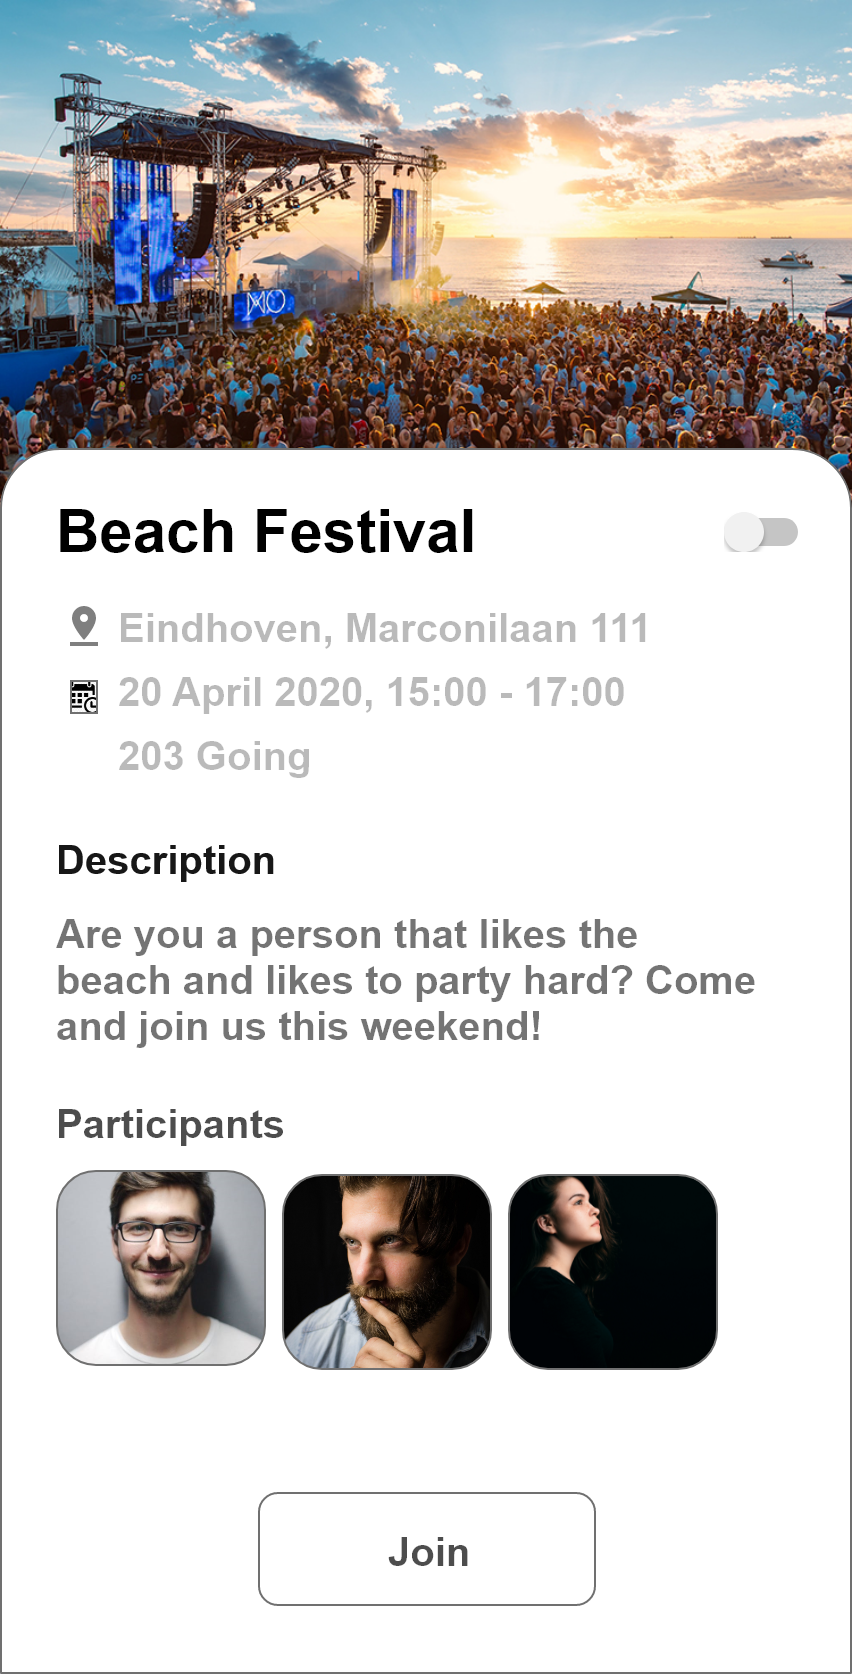 Beach Festival
Eindhoven, Marconilaan 111
20 April 2020, 15:00 - 17:00
203 Going
Description
Are you a person that likes the
beach and likes to party hard? Come
and join us this weekend!
Participants
Join